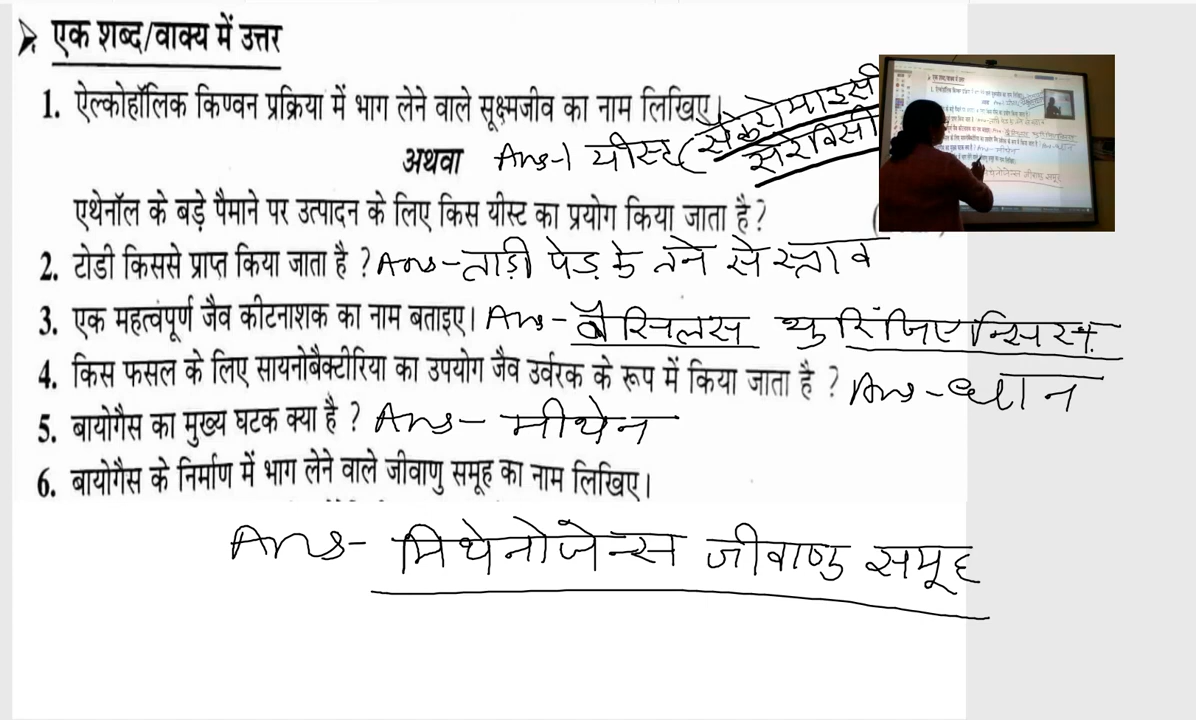 एक शब्द/वाक्य में उत्तर
1. ऐल्कोहॉलिक किण्वन प्रक्रिया में भाग लेने वाले सूक्ष्मजीव का नाम लिखिए।
अथवा Ans-1 यीस्ट (सेकेरोमाइसी
सेरविसी
एथेनॉल के बड़े पैमाने पर उत्पादन के लिए किस यीस्ट का प्रयोग किया जाता है ?
2. टोडी किससे प्राप्त किया जाता है ? Ans- ताड़ी पेड़ के तने से स्त्राव
3. एक महत्वपूर्ण जैव कीटनाशक का नाम बताइए। Ans- बैसिलस थुरिंजिएन्सिस
4. किस फसल के लिए सायनोबैक्टीरिया का उपयोग जैव उर्वरक के रूप में किया जाता है ? Ans- धान
5. बायोगैस का मुख्य घटक क्या है ? Ans- मीथेन
6. बायोगैस के निर्माण में भाग लेने वाले जीवाणु समूह का नाम लिखिए।
Ans- मिथेनोजेन्स जीवाणु समूह